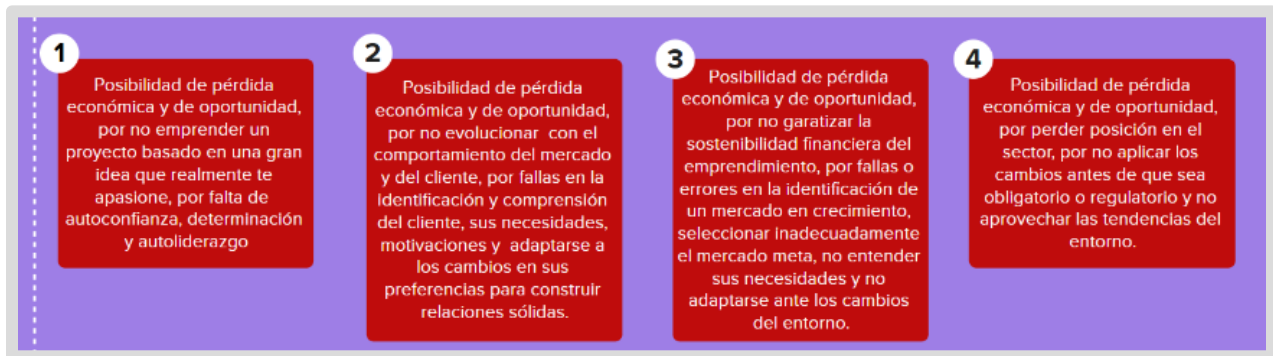 1
Posibilidad de pérdida
económica y de oportunidad,
por no emprender un
proyecto basado en una gran
idea que realmente te
apasione, por falta de
autoconfianza, determinación
y autoliderazgo
2
Posibilidad de pérdida
económica y de oportunidad,
por no evolucionar con el
comportamiento del mercado
y del cliente, por fallas en la
identificación y comprensión
del cliente, sus necesidades,
motivaciones y adaptarse a
los cambios en sus
preferencias para construir
relaciones sólidas.
3
Posibilidad de pérdida
económica y de oportunidad,
por no garatizar la
sostenibilidad financiera del
emprendimiento, por fallas o
errores en la identificación de
un mercado en crecimiento,
seleccionar inadecuadamente
el mercado meta, no entender
sus necesidades y no
adaptarse ante los cambios
del entorno.
4
Posibilidad de pérdida
económica y de oportunidad,
por perder posición en el
sector, por no aplicar los
cambios antes de que sea
obligatorio o regulatorio y no
aprovechar las tendencias del
entorno.